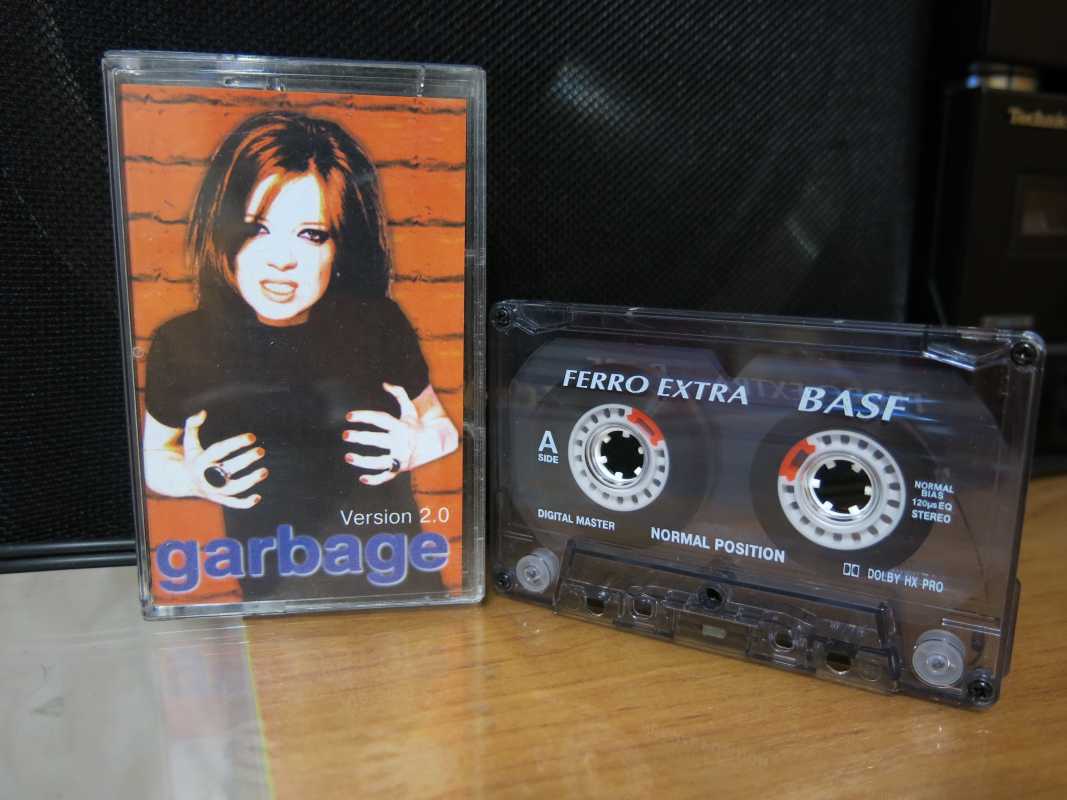 Version 2.0
garbage
Technics
FERRO EXTRA
BASF
A
SIDE
NORMAL
BIAS
120µs EQ
STEREO
DIGITAL MASTER
NORMAL POSITION
DOLBY HX PRO